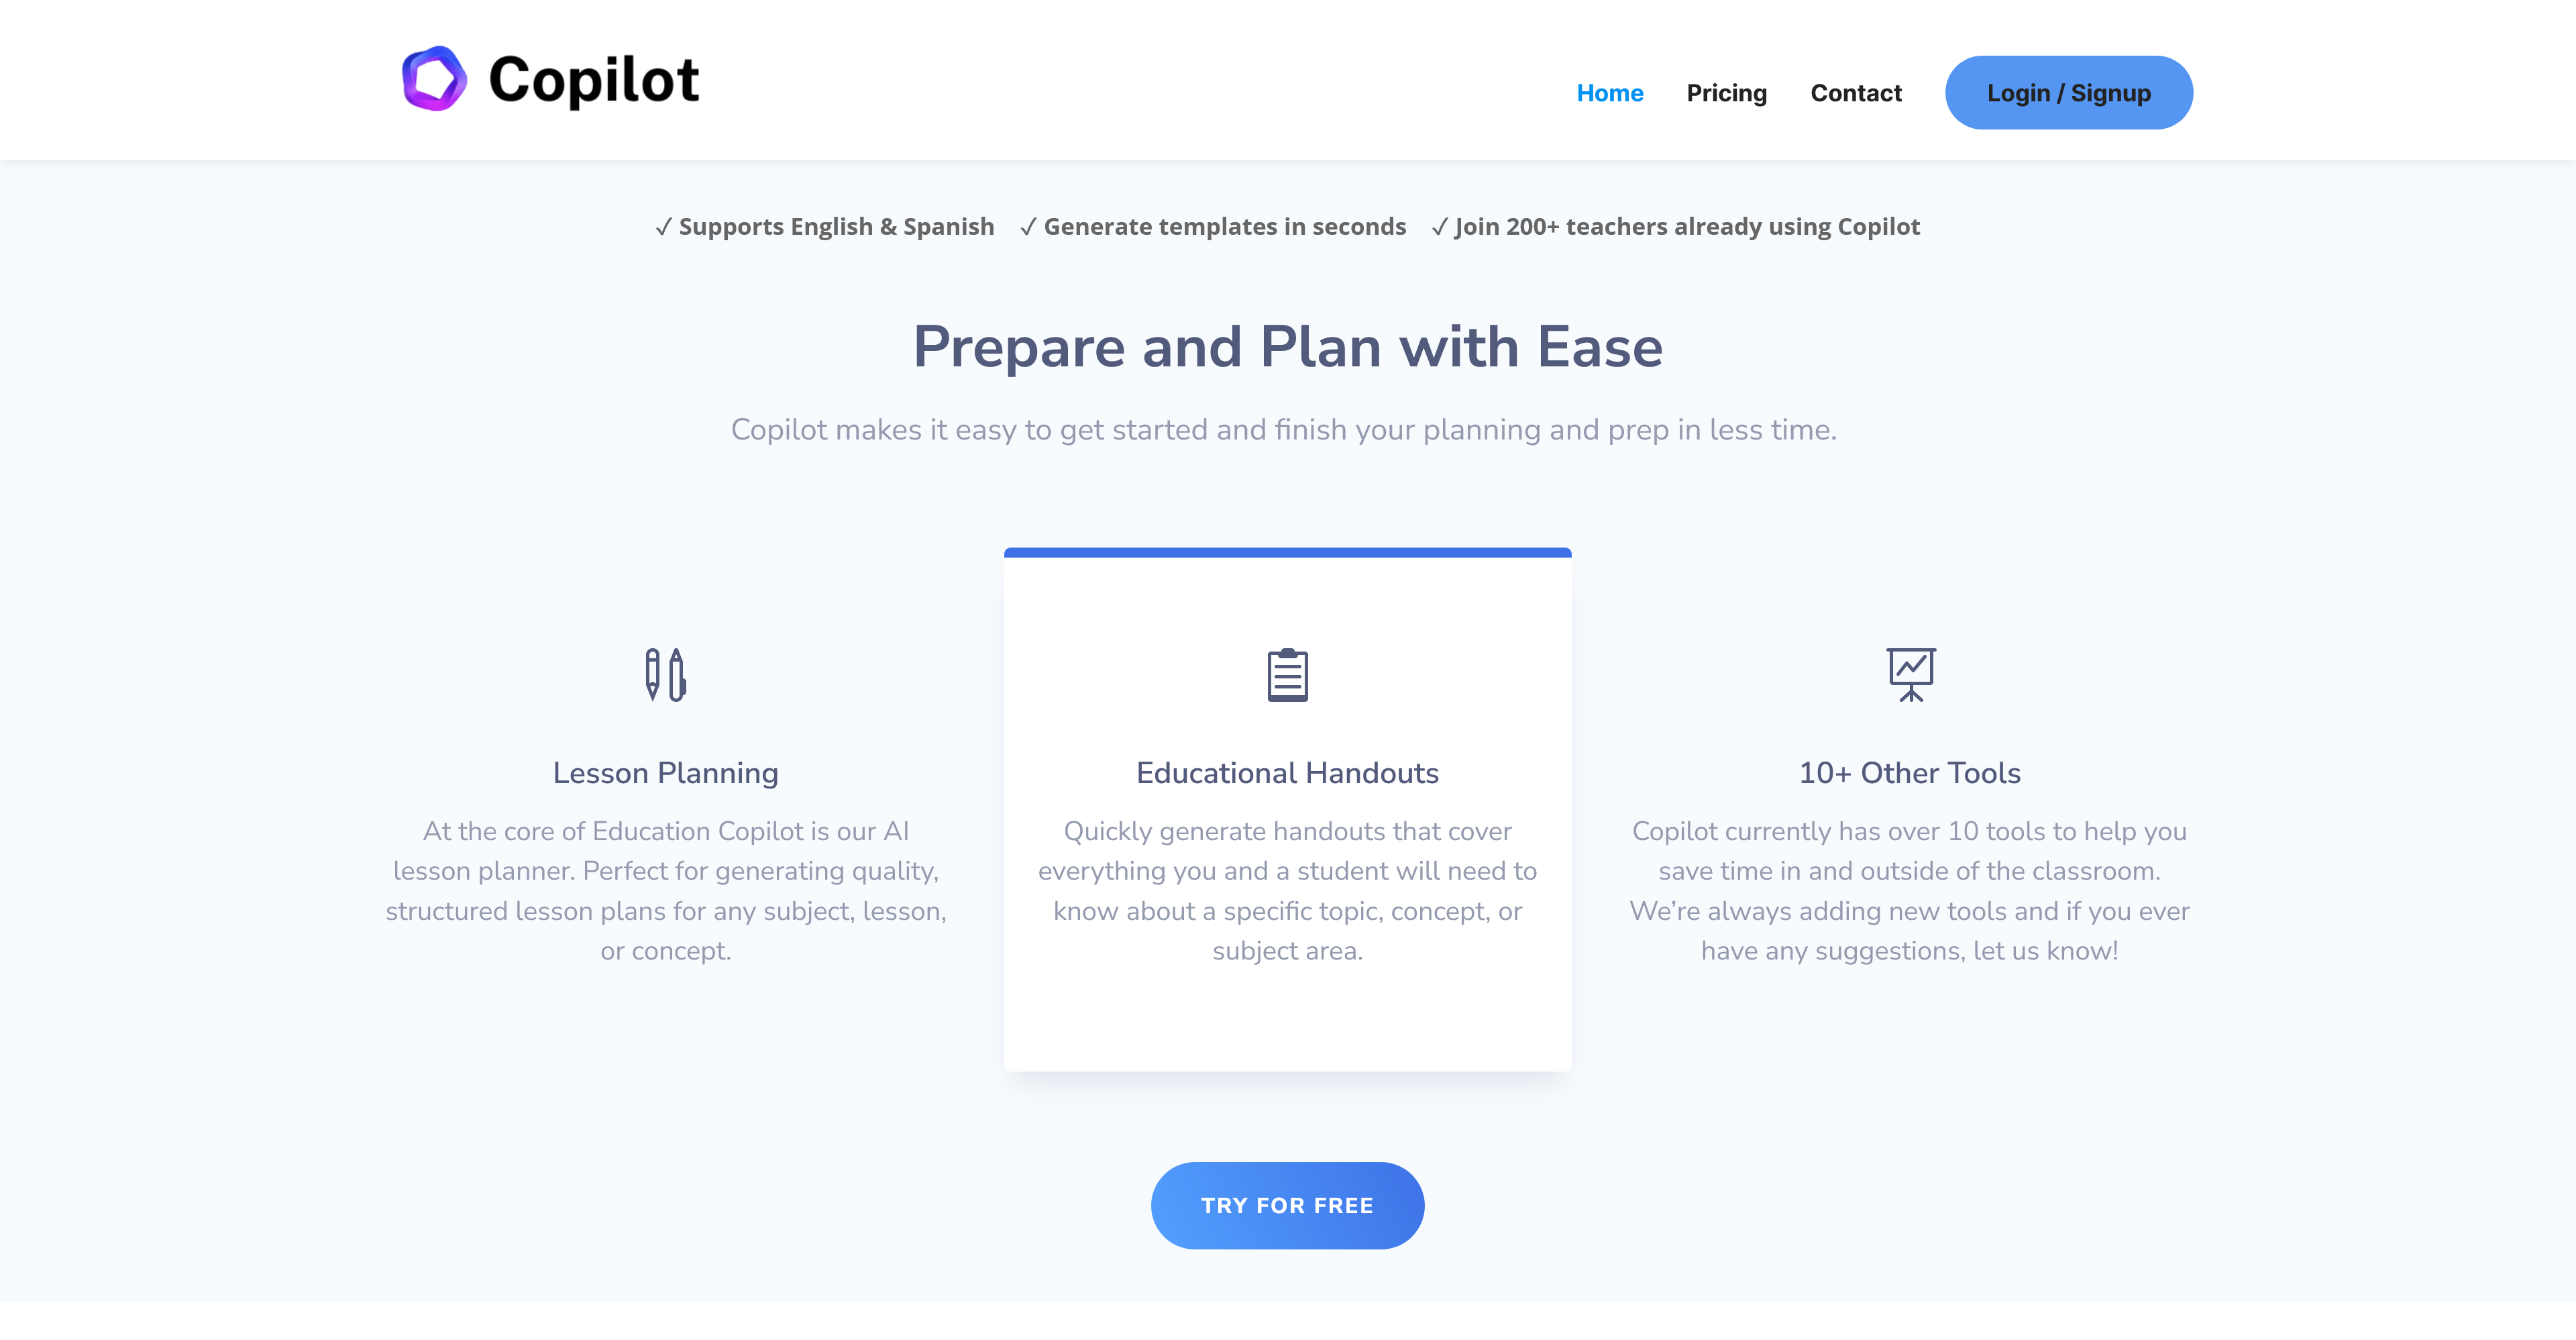 Copilot
Home Pricing Contact Login / Signup
✓ Supports English & Spanish ✓ Generate templates in seconds ✓ Join 200+ teachers already using Copilot
Prepare and Plan with Ease
Copilot makes it easy to get started and finish your planning and prep in less time.
Lesson Planning
At the core of Education Copilot is our AI
lesson planner. Perfect for generating quality,
structured lesson plans for any subject, lesson,
or concept.
Educational Handouts
Quickly generate handouts that cover
everything you and a student will need to
know about a specific topic, concept, or
subject area.
10+ Other Tools
Copilot currently has over 10 tools to help you
save time in and outside of the classroom.
We’re always adding new tools and if you ever
have any suggestions, let us know!
TRY FOR FREE